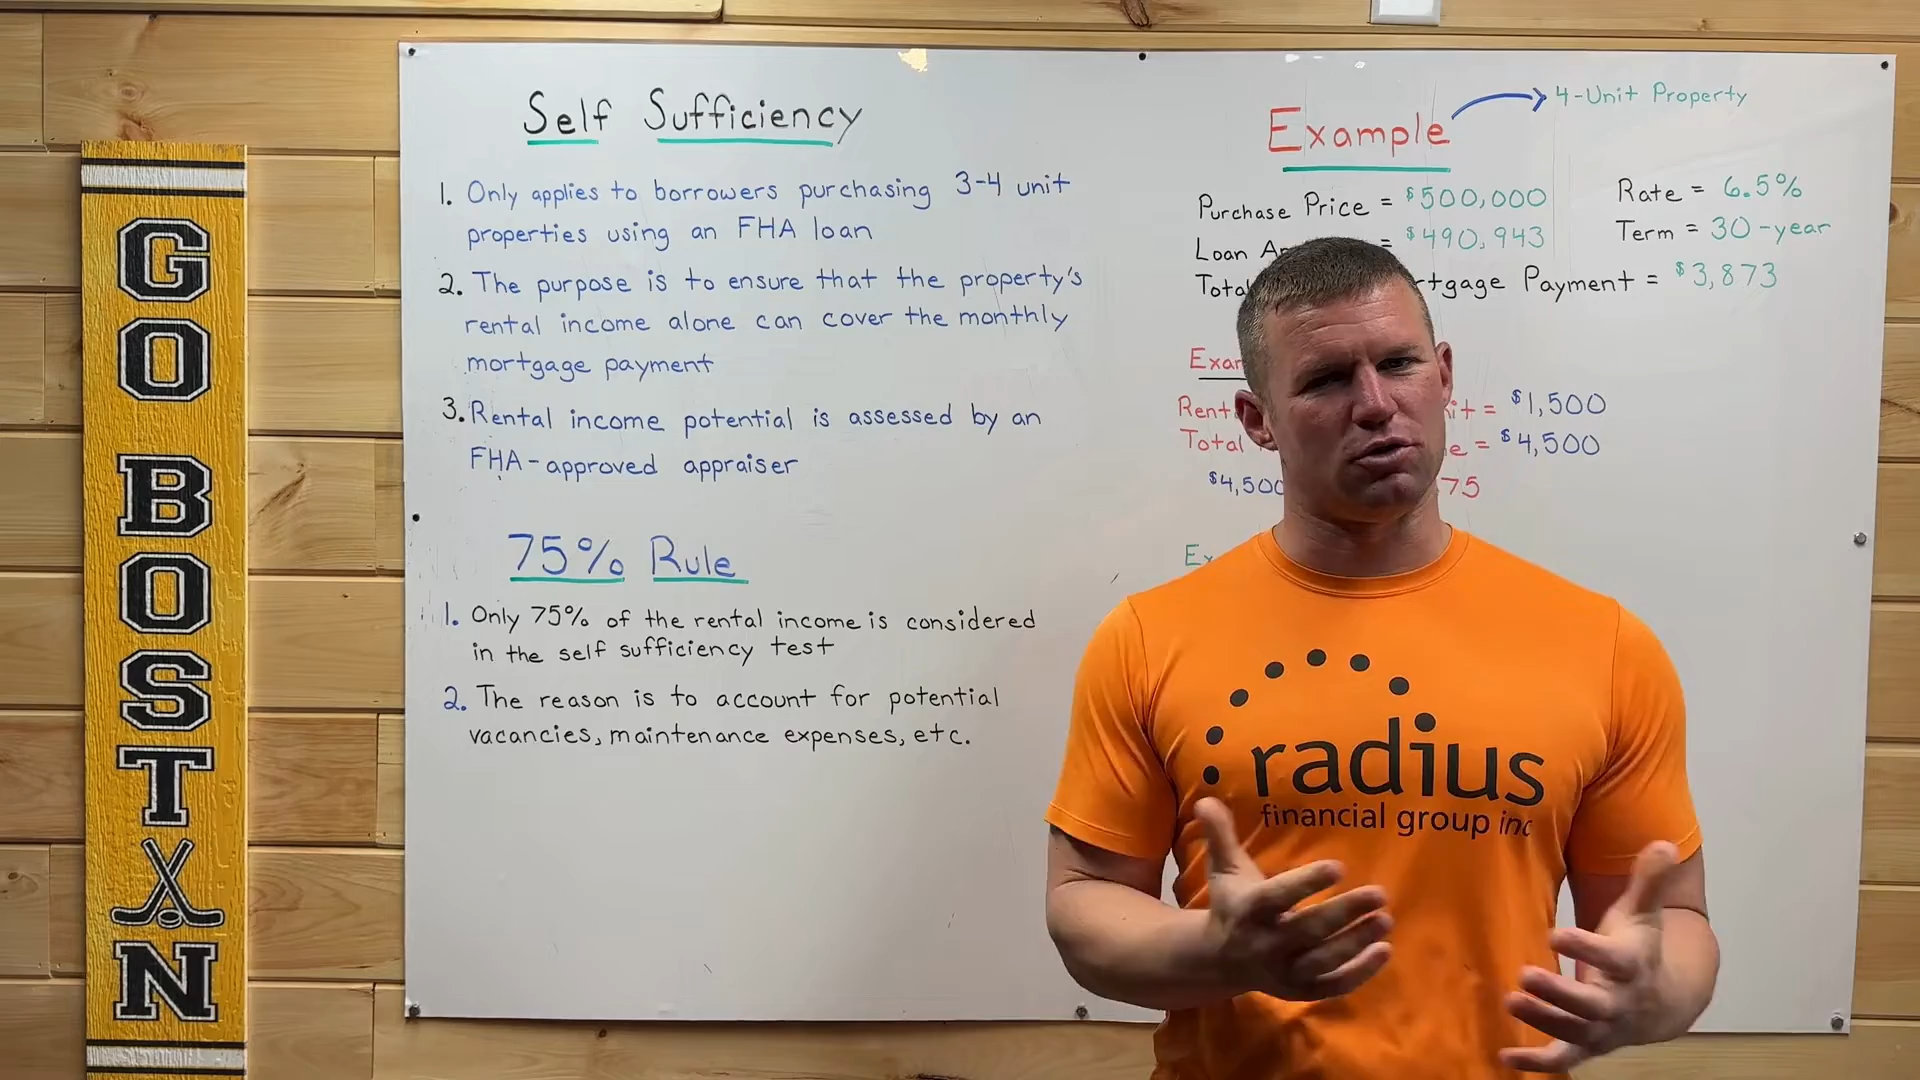 GO BOSTON
Self Sufficiency
1. Only applies to borrowers purchasing 3-4 unit
properties using an FHA loan
2. The purpose is to ensure that the property's
rental income alone can cover the monthly
mortgage payment
3. Rental income potential is assessed by an
FHA-approved appraiser
75% Rule
1. Only 75% of the rental income is considered
in the self sufficiency test
2. The reason is to account for potential
vacancies, maintenance expenses, etc.
Example
4-Unit Property
Purchase Price = $500,000
Rate = 6.5%
Loan = $490,943
Term = 30-year
Payment = $3,873
= $1,500
Total = $4,500
$4,500 75
radius
financial group inc